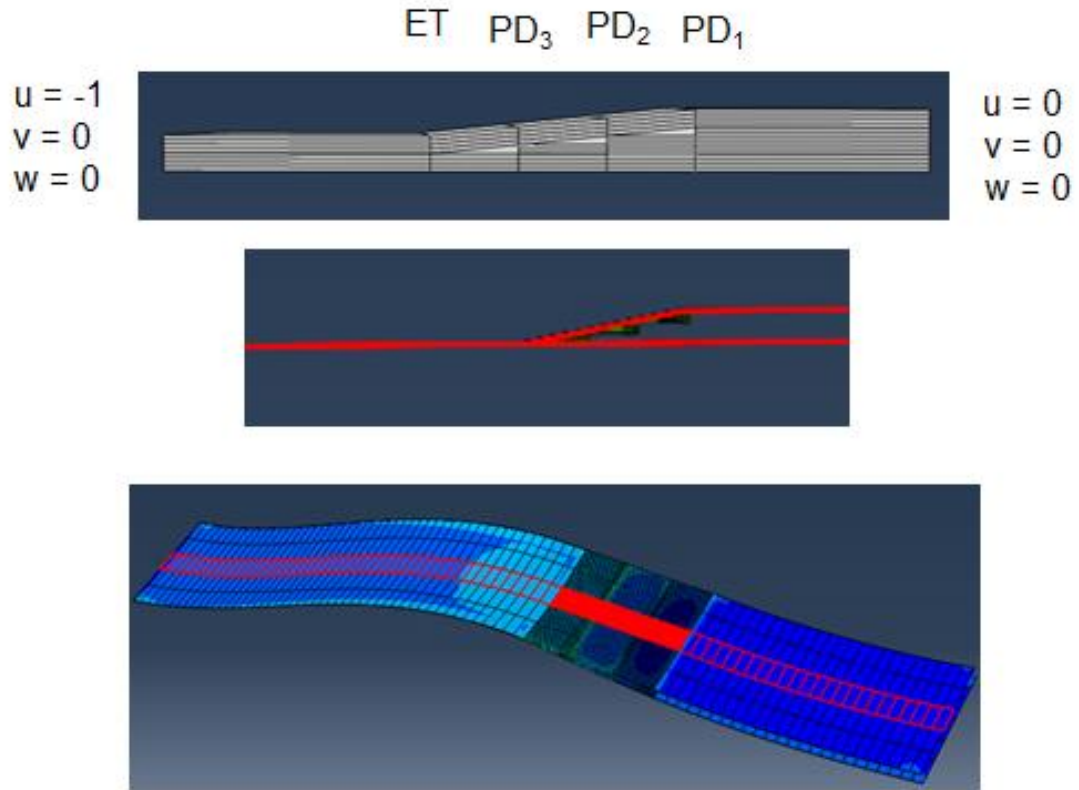 ET PD₃ PD₂ PD₁
u = -1
v = 0
w = 0
u = 0
v = 0
w = 0